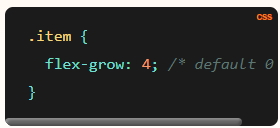 css
.item {
  flex-grow: 4; /* default 0
}